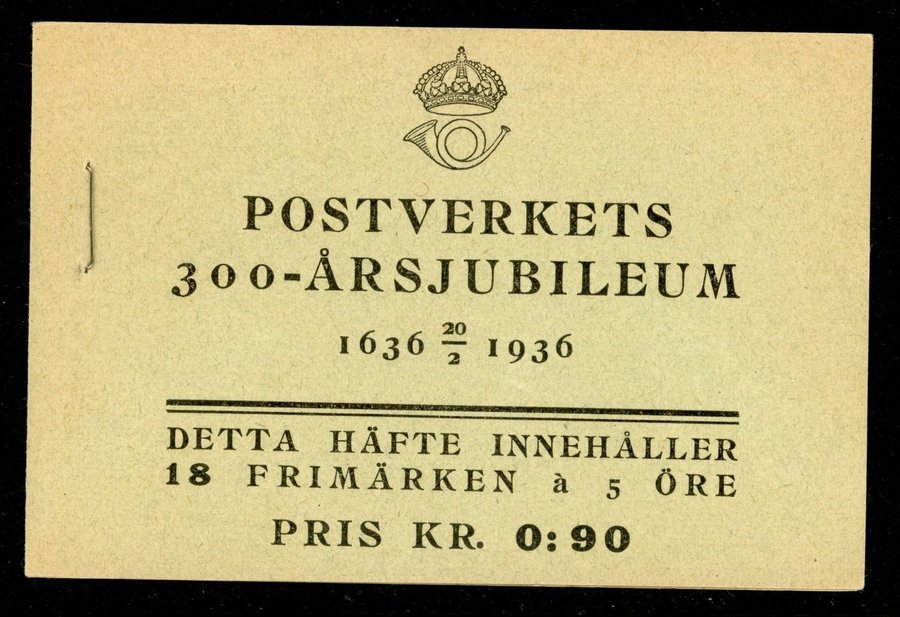 POSTVERKETS
300-ÅRSJUBILEUM
1636 20/2 1936
DETTA HÄFTE INNEHÅLLER
18 FRIMÄRKEN à 5 ÖRE
PRIS KR. 0:90